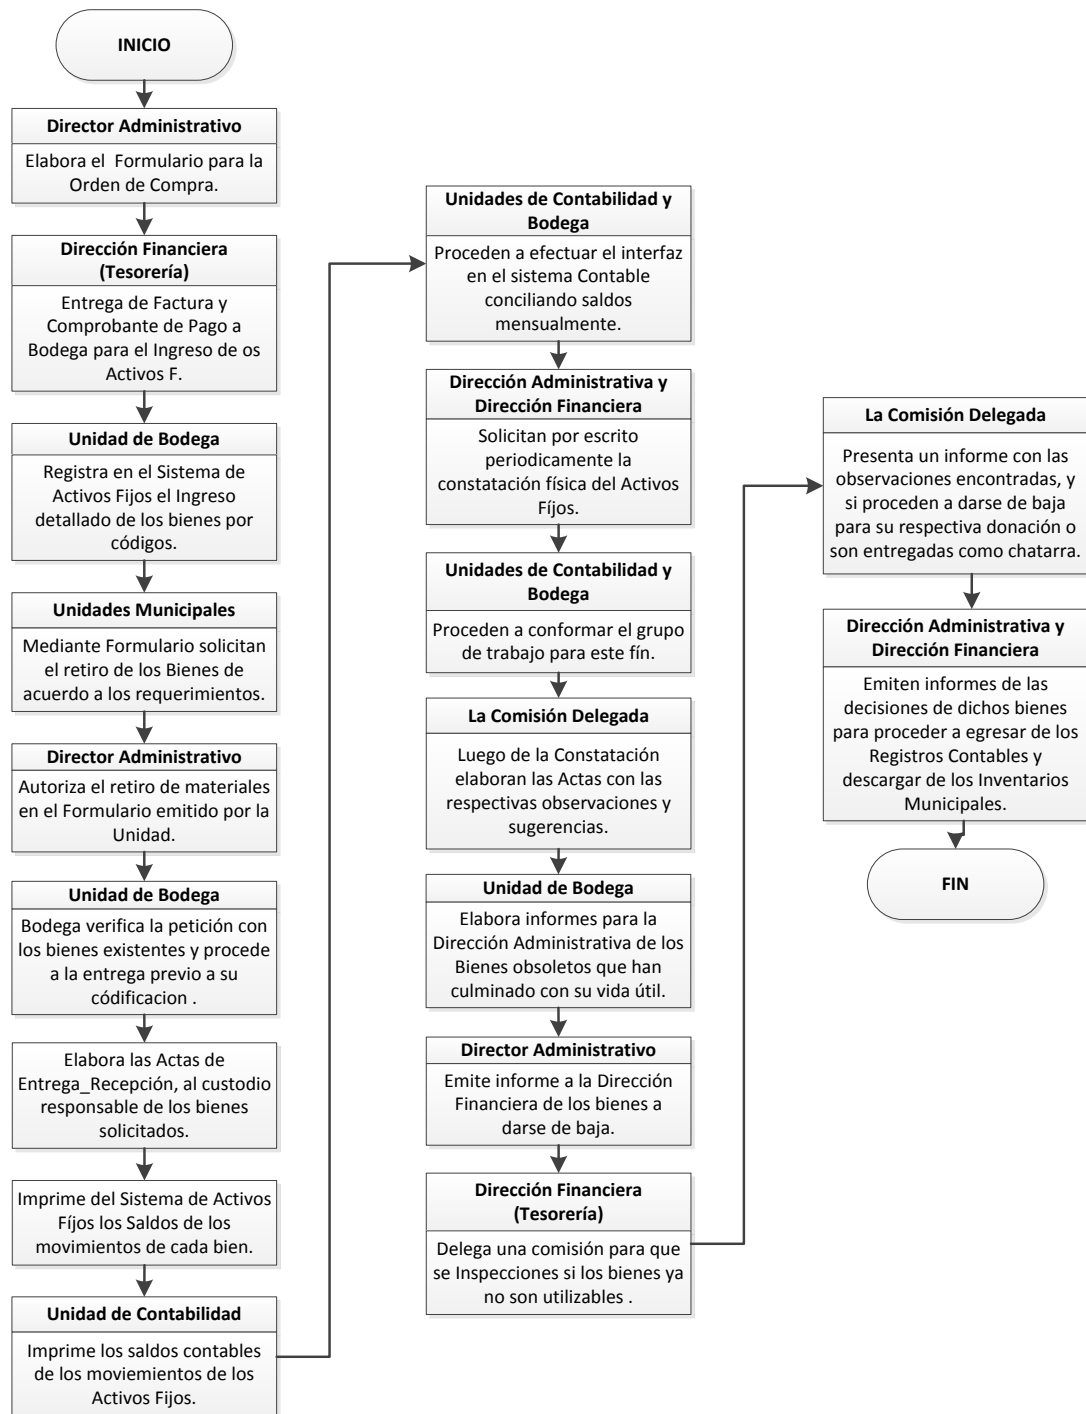 INICIO
Director Administrativo
Elabora el Formulario para la
Orden de Compra.
Dirección Financiera
(Tesorería)
Entrega de Factura y
Comprobante de Pago a
Bodega para el Ingreso de os
Activos F.
Unidad de Bodega
Registra en el Sistema de
Activos Fijos el Ingreso
detallado de los bienes por
códigos.
Unidades Municipales
Mediante Formulario solicitan
el retiro de los Bienes de
acuerdo a los requerimientos.
Director Administrativo
Autoriza el retiro de materiales
en el Formulario emitido por la
Unidad.
Unidad de Bodega
Bodega verifica la petición con
los bienes existentes y procede
a la entrega previo a su
códificacion .
Elabora las Actas de
Entrega_Recepción, al custodio
responsable de los bienes
solicitados.
Imprime del Sistema de Activos
Fíjos los Saldos de los
movimientos de cada bien.
Unidad de Contabilidad
Imprime los saldos contables
de los moviemientos de los
Activos Fijos.
Unidades de Contabilidad y
Bodega
Proceden a efectuar el interfaz
en el sistema Contable
conciliando saldos
mensualmente.
Dirección Administrativa y
Dirección Financiera
Solicitan por escrito
periodicamente la
constatación física del Activos
Fíjos.
Unidades de Contabilidad y
Bodega
Proceden a conformar el grupo
de trabajo para este fín.
La Comisión Delegada
Luego de la Constatación
elaboran las Actas con las
respectivas observaciones y
sugerencias.
Unidad de Bodega
Elabora informes para la
Dirección Administrativa de los
Bienes obsoletos que han
culminado con su vida útil.
Director Administrativo
Emite informe a la Dirección
Financiera de los bienes a
darse de baja.
Dirección Financiera
(Tesorería)
Delega una comisión para que
se Inspecciones si los bienes ya
no son utilizables .
La Comisión Delegada
Presenta un informe con las
observaciones encontradas, y
si proceden a darse de baja
para su respectiva donación o
son entregadas como chatarra.
Dirección Administrativa y
Dirección Financiera
Emiten informes de las
decisiones de dichos bienes
para proceder a egresar de los
Registros Contables y
descargar de los Inventarios
Municipales.
FIN